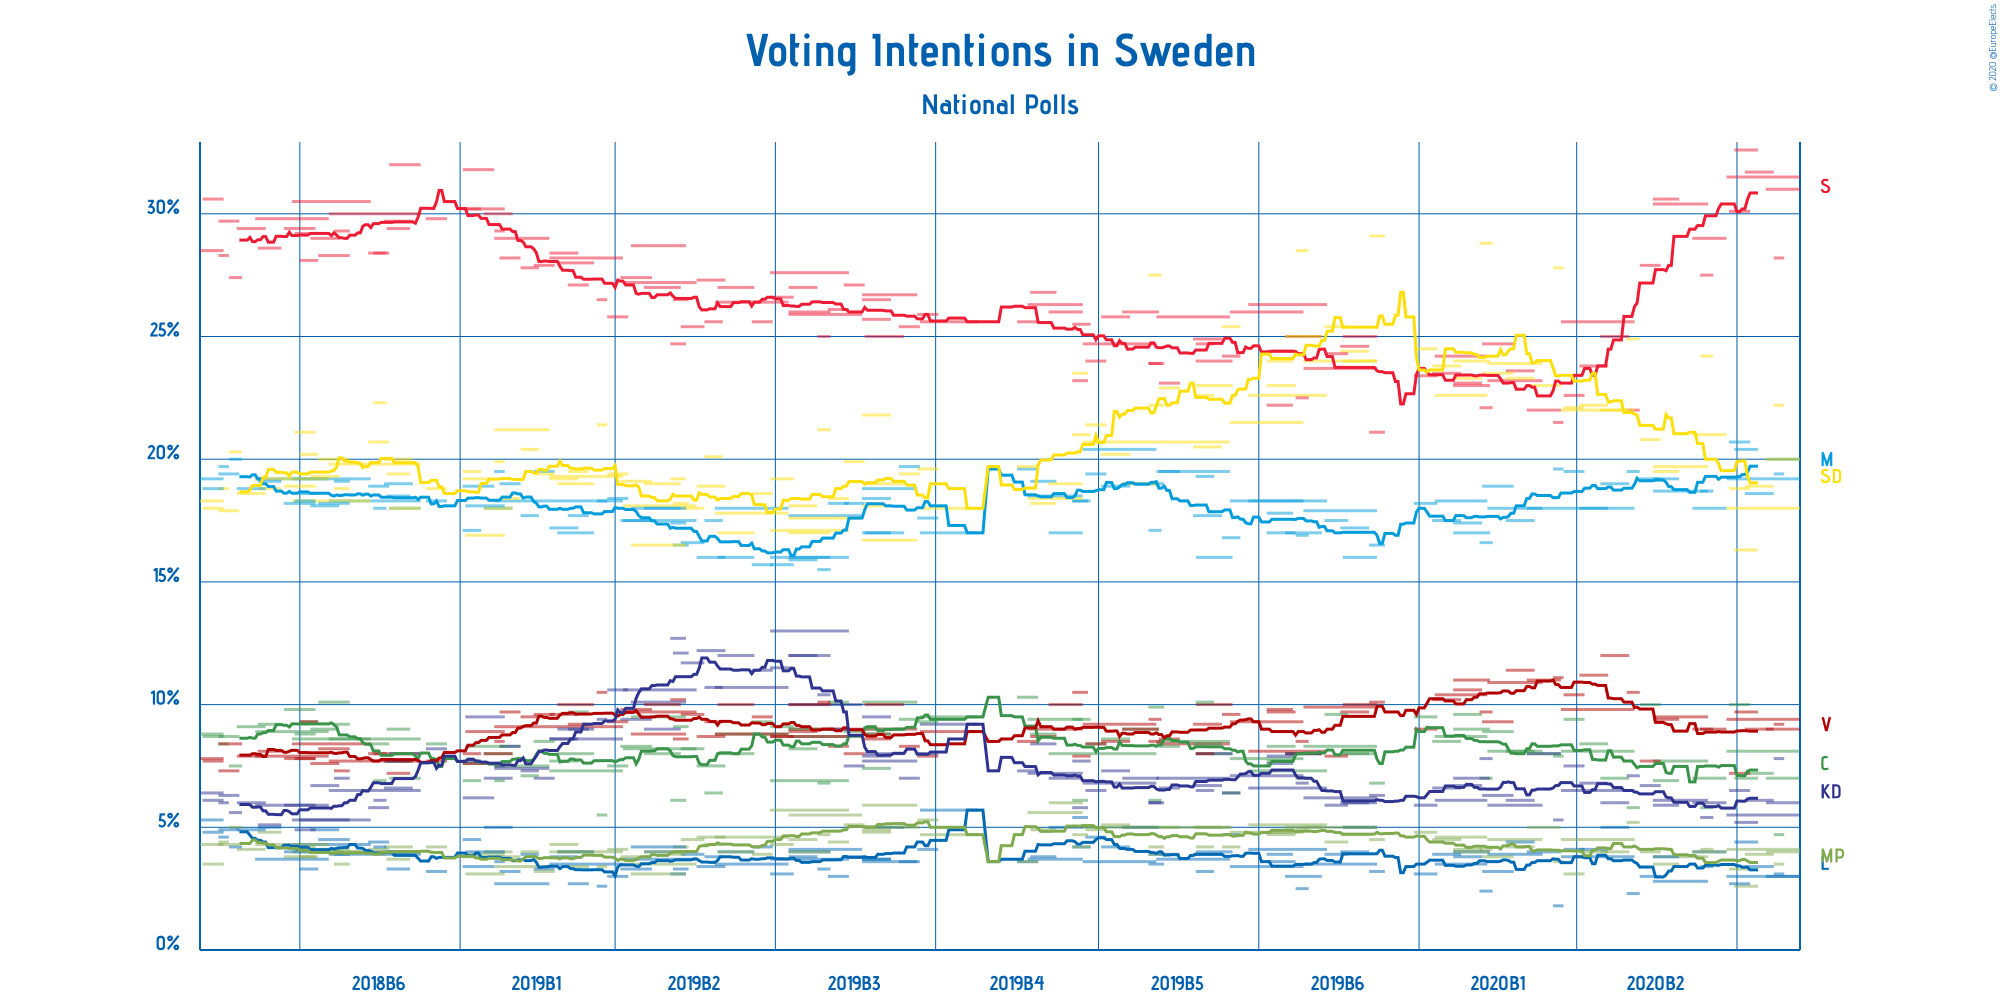 Voting Intentions in Sweden
National Polls
© 2020 @EuropeElects
30%
25%
20%
15%
10%
5%
0%
S
M
SD
V
C
KD
MP
L
2018B6 2019B1 2019B2 2019B3 2019B4 2019B5 2019B6 2020B1 2020B2